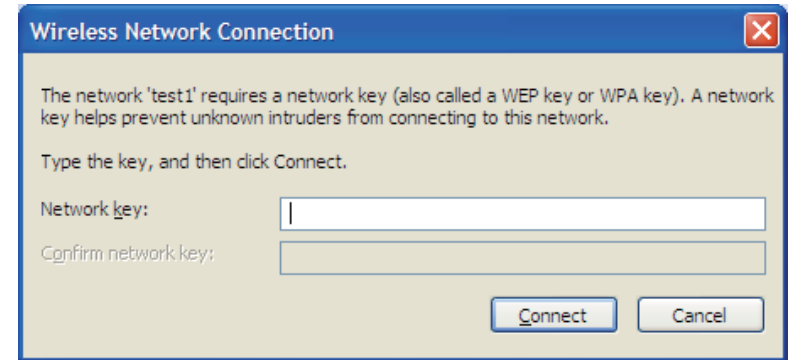 Wireless Network Connection
The network 'test1' requires a network key (also called a WEP key or WPA key). A network
key helps prevent unknown intruders from connecting to this network.
Type the key, and then click Connect.
Network key:
Confirm network key:
Connect Cancel